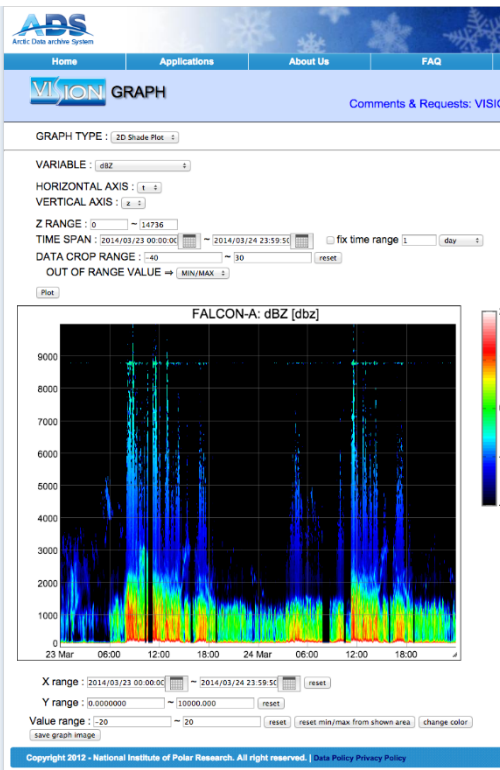 ADS
Arctic Data archive System
Home Applications About Us FAQ
VISION GRAPH
Comments & Requests: VISIO
GRAPH TYPE : 2D Shade Plot
VARIABLE : dBZ
HORIZONTAL AXIS : t
VERTICAL AXIS : z
Z RANGE : 0 ~ 14736
TIME SPAN : 2014/03/23 00:00:0 ~ 2014/03/24 23:59:5 fix time range 1 day
DATA CROP RANGE : -40 ~ 30 reset
OUT OF RANGE VALUE ⇒ MIN/MAX
Plot
FALCON-A: dBZ [dbz]
9000
8000
7000
6000
5000
4000
3000
2000
1000
0
23 Mar 06:00 12:00 18:00 24 Mar 06:00 12:00 18:00
X range : 2014/03/23 00:00:0 ~ 2014/03/24 23:59:5 reset
Y range : 0.0000000 ~ 10000.000 reset
Value range : -20 ~ 20 reset reset min/max from shown area change color
save graph image
Copyright 2012 - National Institute of Polar Research. All right reserved. | Data Policy Privacy Policy